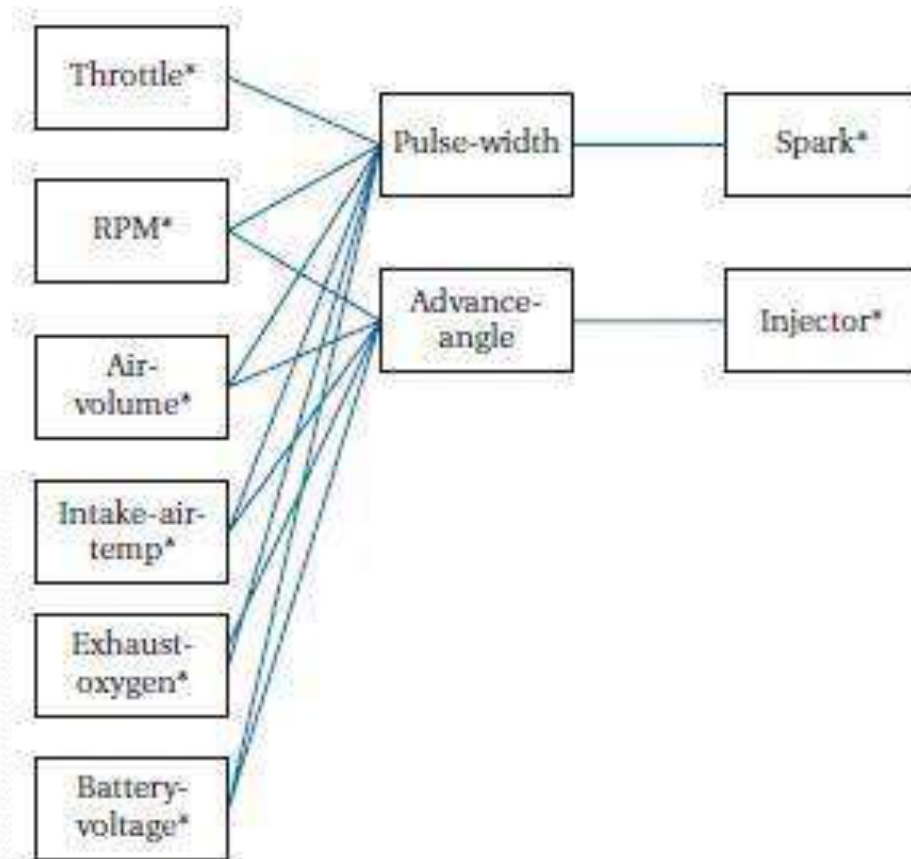 Throttle*
RPM*
Air-
volume*
Intake-air-
temp*
Exhaust-
oxygen*
Battery-
voltage*
Pulse-width
Advance-
angle
Spark*
Injector*